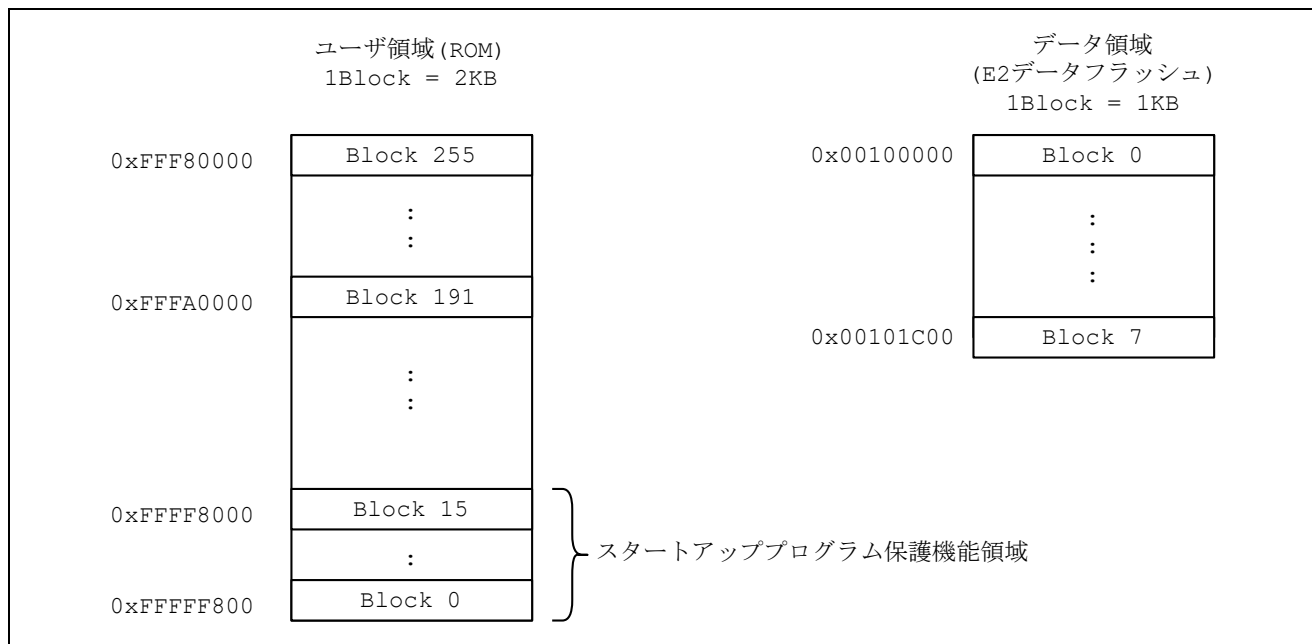 ユーザ領域(ROM)
1Block = 2KB
0xFFF80000
Block 255
:
:
0xFFFA0000
Block 191
:
:
0xFFFF8000
Block 15
:
0xFFFFF800
Block 0
スタートアッププログラム保護機能領域
データ領域
(E2データフラッシュ)
1Block = 1KB
0x00100000
Block 0
:
:
:
0x00101C00
Block 7